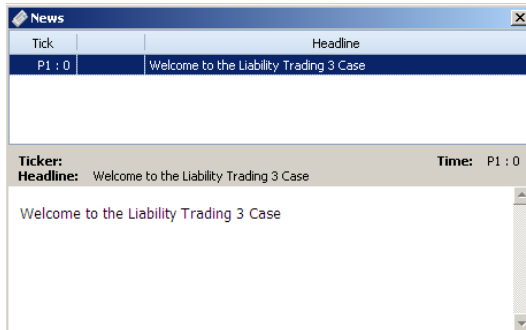 News
Tick Headline
P1 : 0 Welcome to the Liability Trading 3 Case
Ticker: Time: P1 : 0
Headline: Welcome to the Liability Trading 3 Case
Welcome to the Liability Trading 3 Case